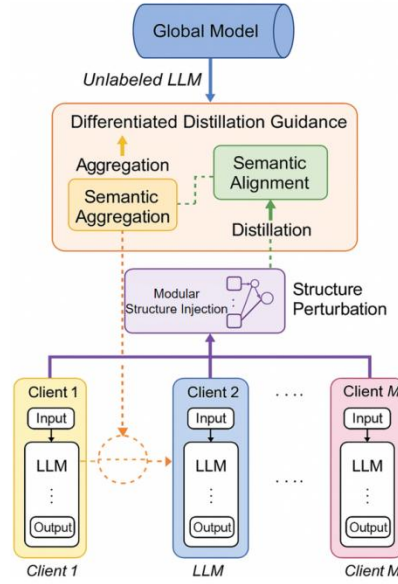 Global Model
Unlabeled LLM
Differentiated Distillation Guidance
Aggregation
Semantic
Aggregation
Semantic
Alignment
Distillation
Modular
Structure Injection
Structure
Perturbation
Client 1
Input
LLM
Output
Client 1
Client 2
Input
LLM
Output
LLM
Client M
Input
LLM
Output
Client M